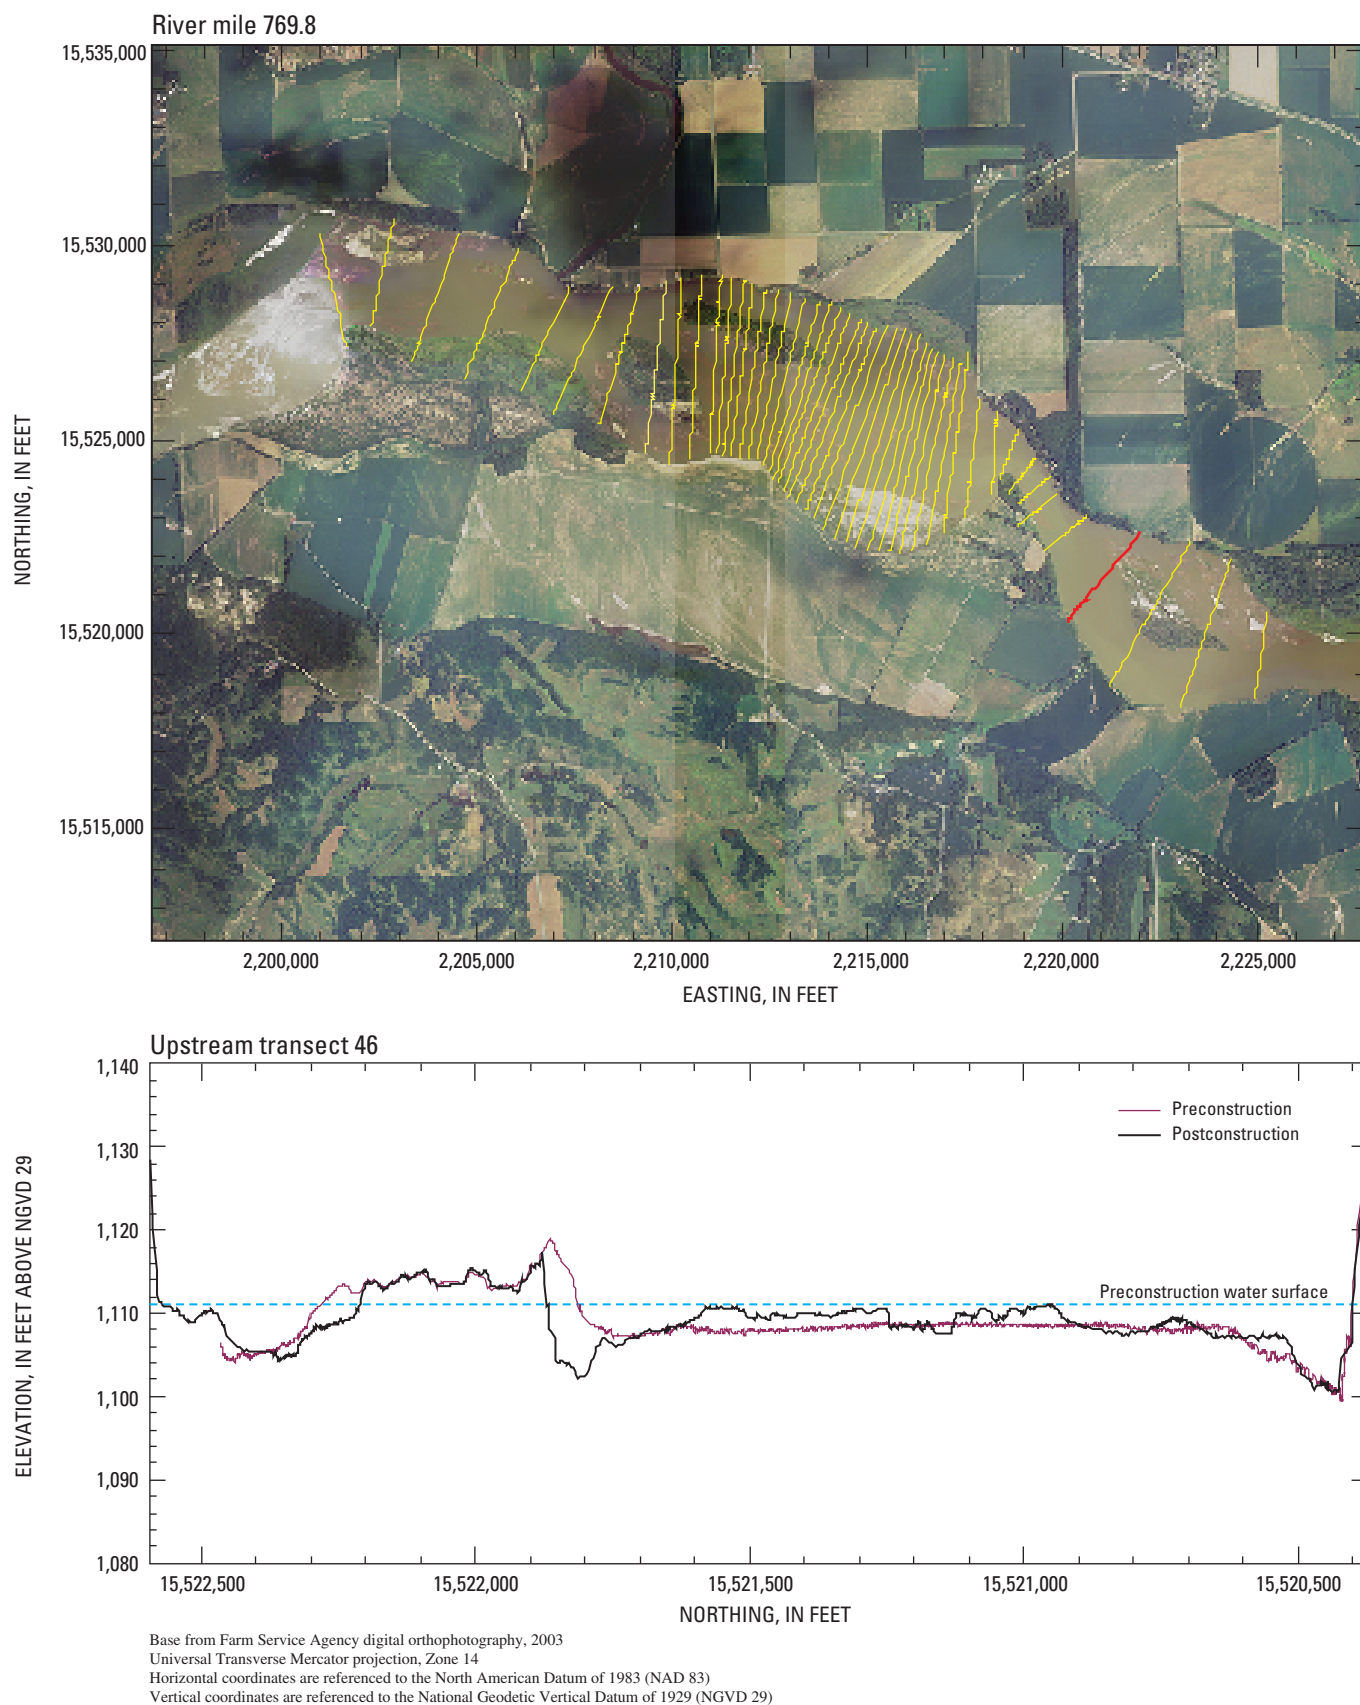 River mile 769.8
15,535,000
15,530,000
15,525,000
15,520,000
15,515,000
NORTHING, IN FEET
2,200,000 2,205,000 2,210,000 2,215,000 2,220,000 2,225,000
EASTING, IN FEET
Upstream transect 46
1,140
1,130
1,120
1,110
1,100
1,090
1,080
ELEVATION, IN FEET ABOVE NGVD 29
Preconstruction
Postconstruction
Preconstruction water surface
15,522,500 15,522,000 15,521,500 15,521,000 15,520,500
NORTHING, IN FEET
Base from Farm Service Agency digital orthophotography, 2003
Universal Transverse Mercator projection, Zone 14
Horizontal coordinates are referenced to the North American Datum of 1983 (NAD 83)
Vertical coordinates are referenced to the National Geodetic Vertical Datum of 1929 (NGVD 29)